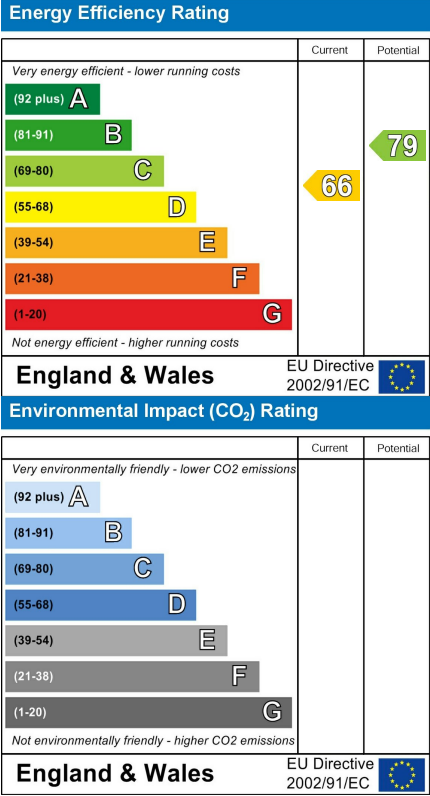 Energy Efficiency Rating
Current Potential
Very energy efficient - lower running costs
(92 plus) A
(81-91) B
(69-80) C
(55-68) D
(39-54) E
(21-38) F
(1-20) G
66
79
Not energy efficient - higher running costs
England & Wales
EU Directive
2002/91/EC
Environmental Impact (CO₂) Rating
Current Potential
Very environmentally friendly - lower CO2 emissions
(92 plus) A
(81-91) B
(69-80) C
(55-68) D
(39-54) E
(21-38) F
(1-20) G
Not environmentally friendly - higher CO2 emissions
England & Wales
EU Directive
2002/91/EC